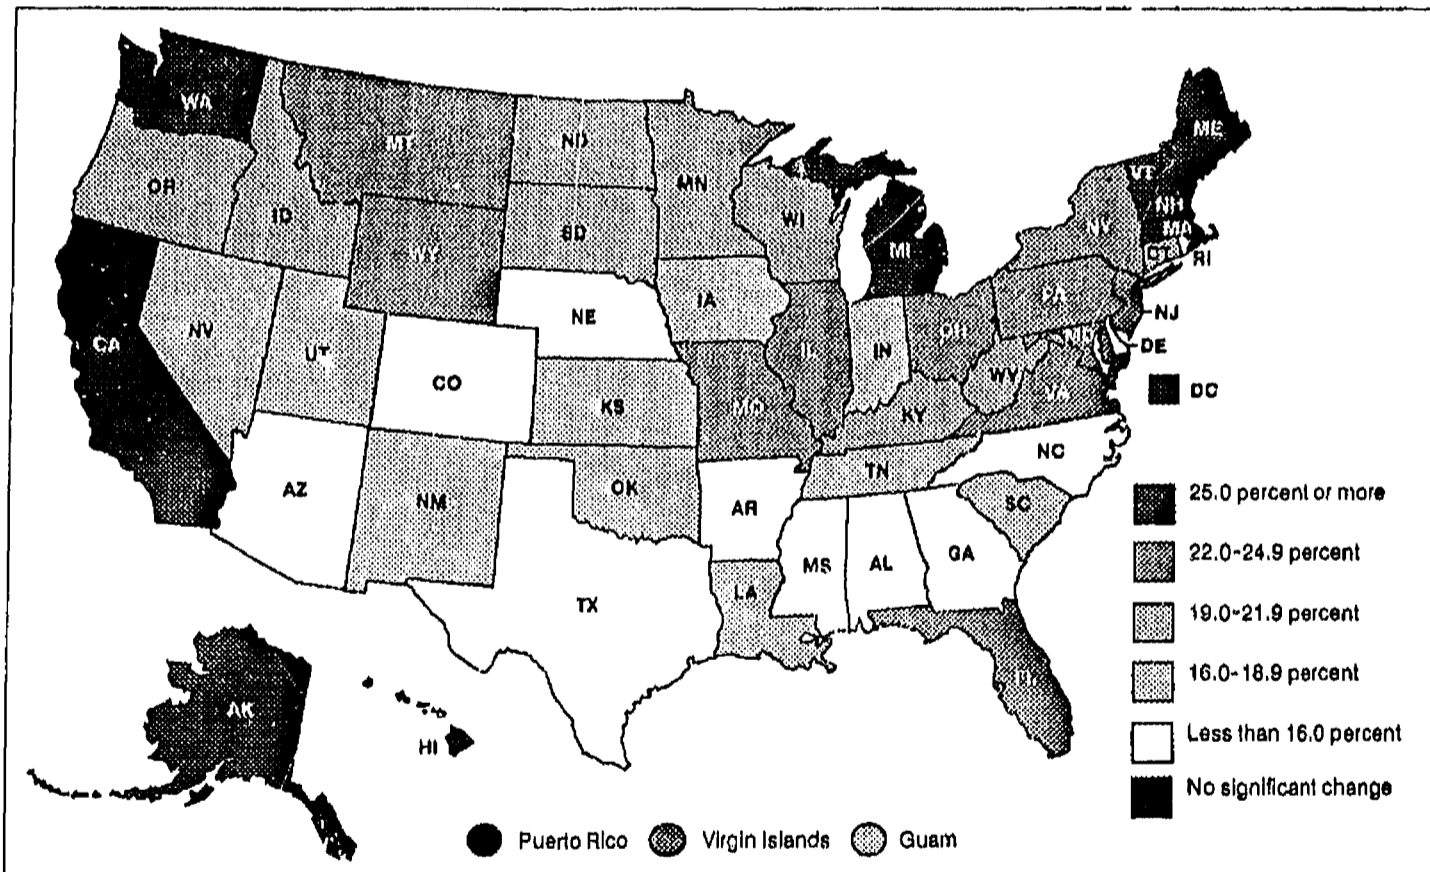 WA
ME
MT
ND
VT
OR
MN
ID
NH
WI
NY
MA
SD
WY
MI
CT
RI
PA
IA
NV
NE
NJ
OH
CA
UT
IL
IN
DE
CO
WV
DC
VA
KS
MO
KY
NC
TN
AZ
OK
NM
AR
SC
25.0 percent or more
GA
22.0-24.9 percent
MS
AL
LA
TX
19.0-21.9 percent
FL
16.0-18.9 percent
AK
Less than 16.0 percent
HI
No significant change
Puerto Rico
Virgin Islands
Guam